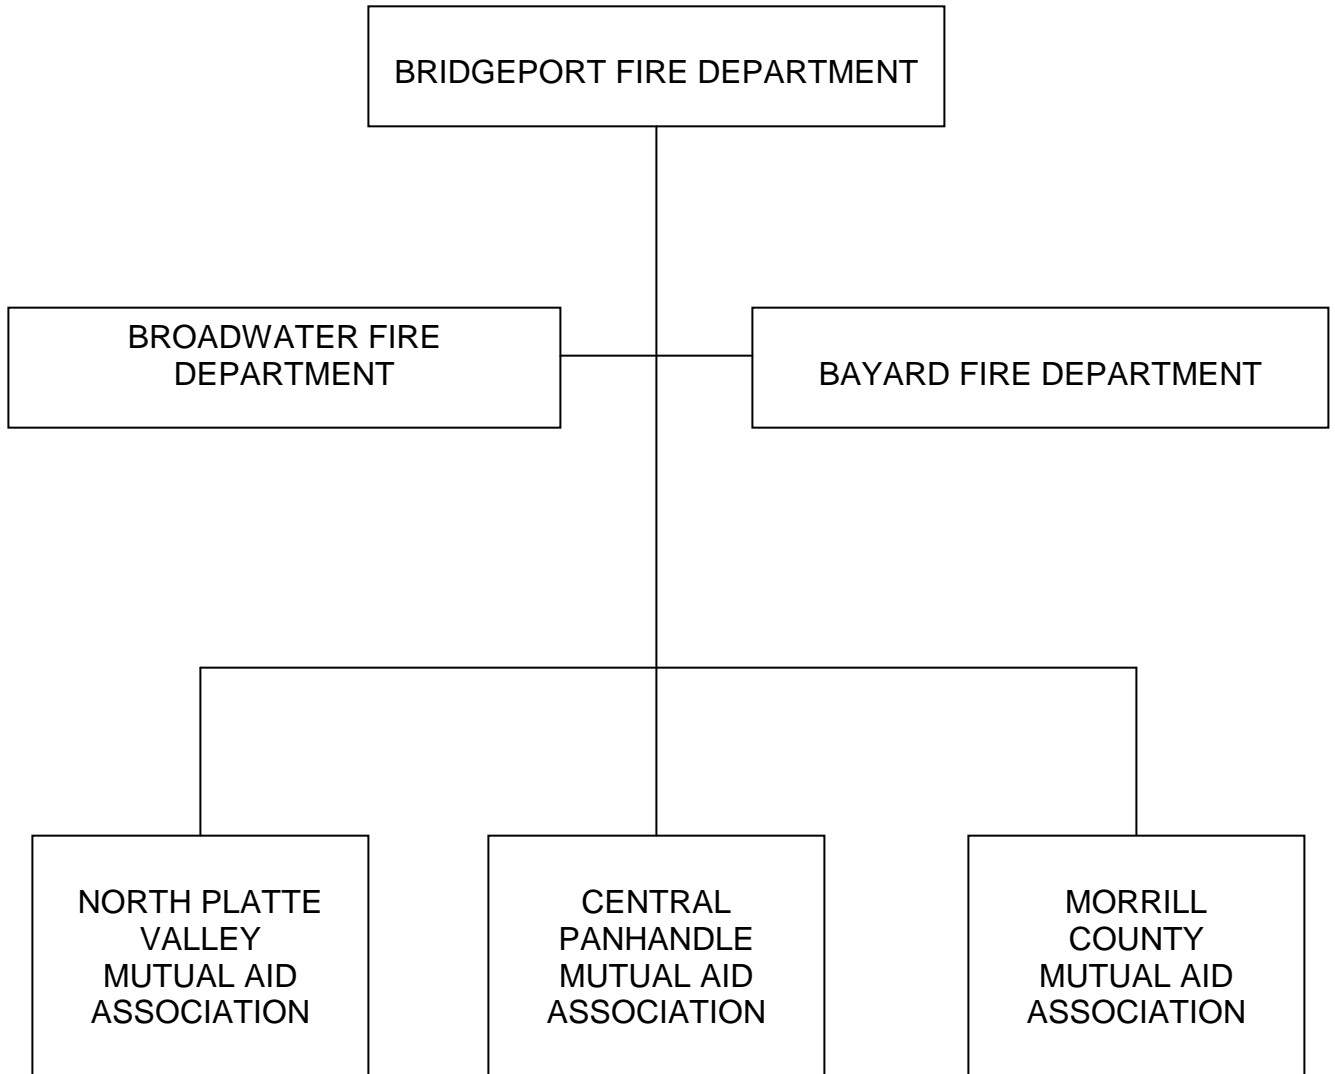 BRIDGEPORT FIRE DEPARTMENT
BROADWATER FIRE
DEPARTMENT
BAYARD FIRE DEPARTMENT
NORTH PLATTE
VALLEY
MUTUAL AID
ASSOCIATION
CENTRAL
PANHANDLE
MUTUAL AID
ASSOCIATION
MORRILL
COUNTY
MUTUAL AID
ASSOCIATION